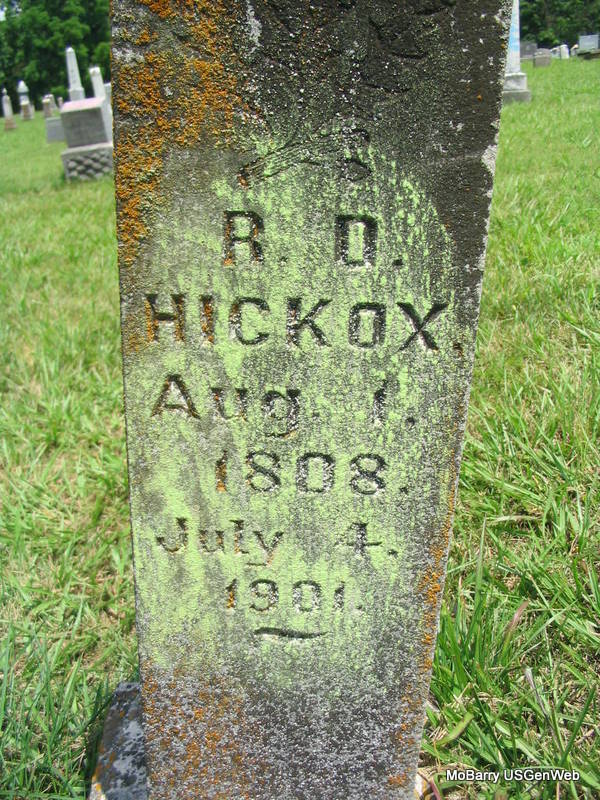 R. D.
HICKOX,
Aug. 1.
1808.
July 4.
1901.
MoBarry USGenWeb